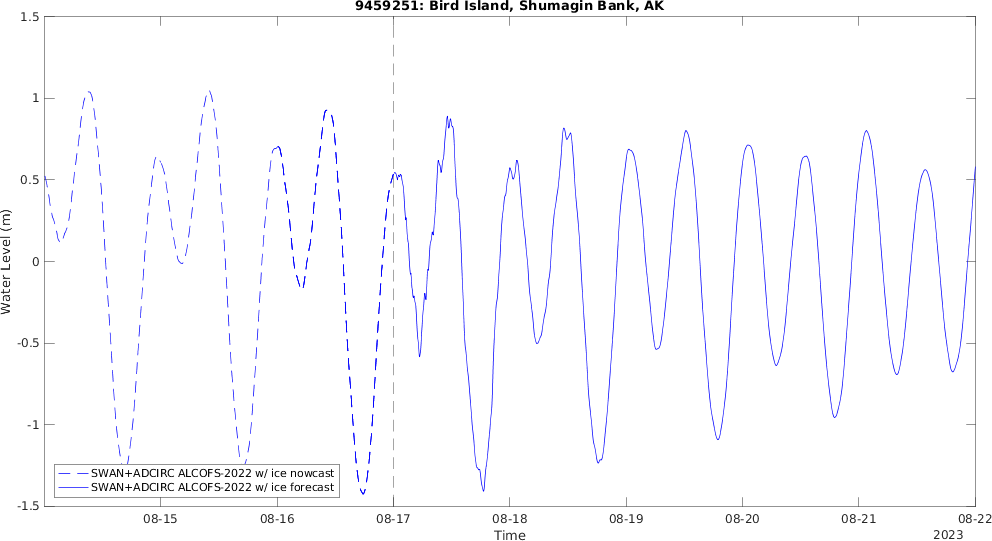 9459251: Bird Island, Shumagin Bank, AK
1.5
1
0.5
0
-0.5
-1
-1.5
Water Level (m)
SWAN+ADCIRC ALCOFS-2022 w/ ice nowcast
SWAN+ADCIRC ALCOFS-2022 w/ ice forecast
08-15 08-16 08-17 08-18 08-19 08-20 08-21 08-22
Time
2023